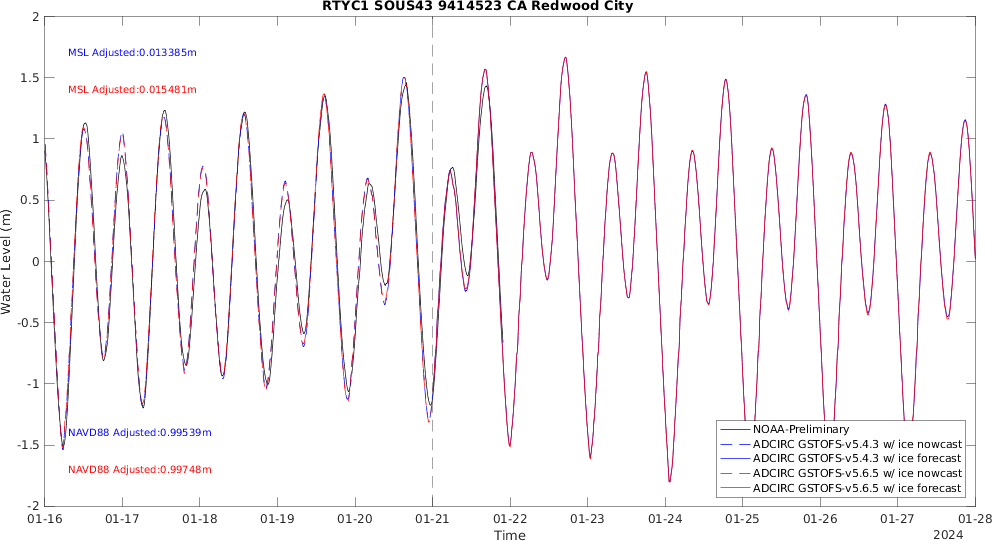 RTYC1 SOUS43 9414523 CA Redwood City
Water Level (m)
2
1.5
1
0.5
0
-0.5
-1
-1.5
-2
MSL Adjusted:0.013385m
MSL Adjusted:0.015481m
NAVD88 Adjusted:0.99539m
NAVD88 Adjusted:0.99748m
NOAA-Preliminary
ADCIRC GSTOFS-v5.4.3 w/ ice nowcast
ADCIRC GSTOFS-v5.4.3 w/ ice forecast
ADCIRC GSTOFS-v5.6.5 w/ ice nowcast
ADCIRC GSTOFS-v5.6.5 w/ ice forecast
01-16 01-17 01-18 01-19 01-20 01-21 01-22 01-23 01-24 01-25 01-26 01-27 01-28
Time
2024